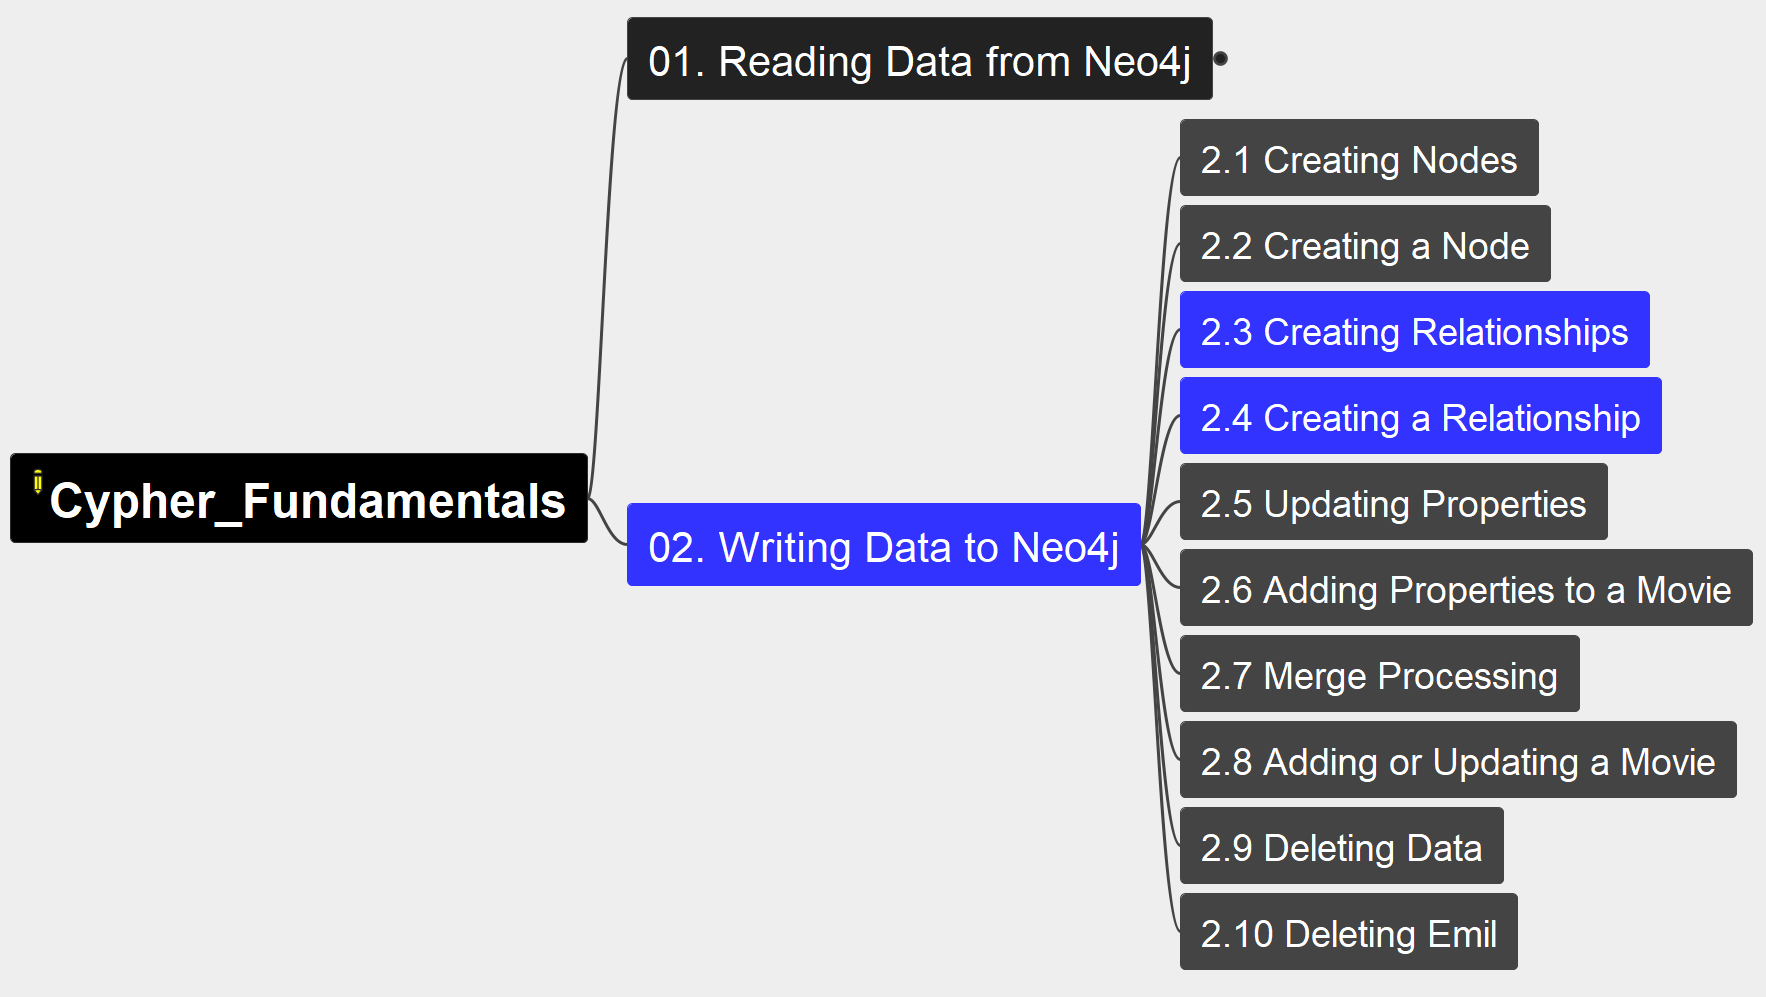 01. Reading Data from Neo4j
2.1 Creating Nodes
2.2 Creating a Node
2.3 Creating Relationships
2.4 Creating a Relationship
Cypher_Fundamentals
2.5 Updating Properties
02. Writing Data to Neo4j
2.6 Adding Properties to a Movie
2.7 Merge Processing
2.8 Adding or Updating a Movie
2.9 Deleting Data
2.10 Deleting Emil